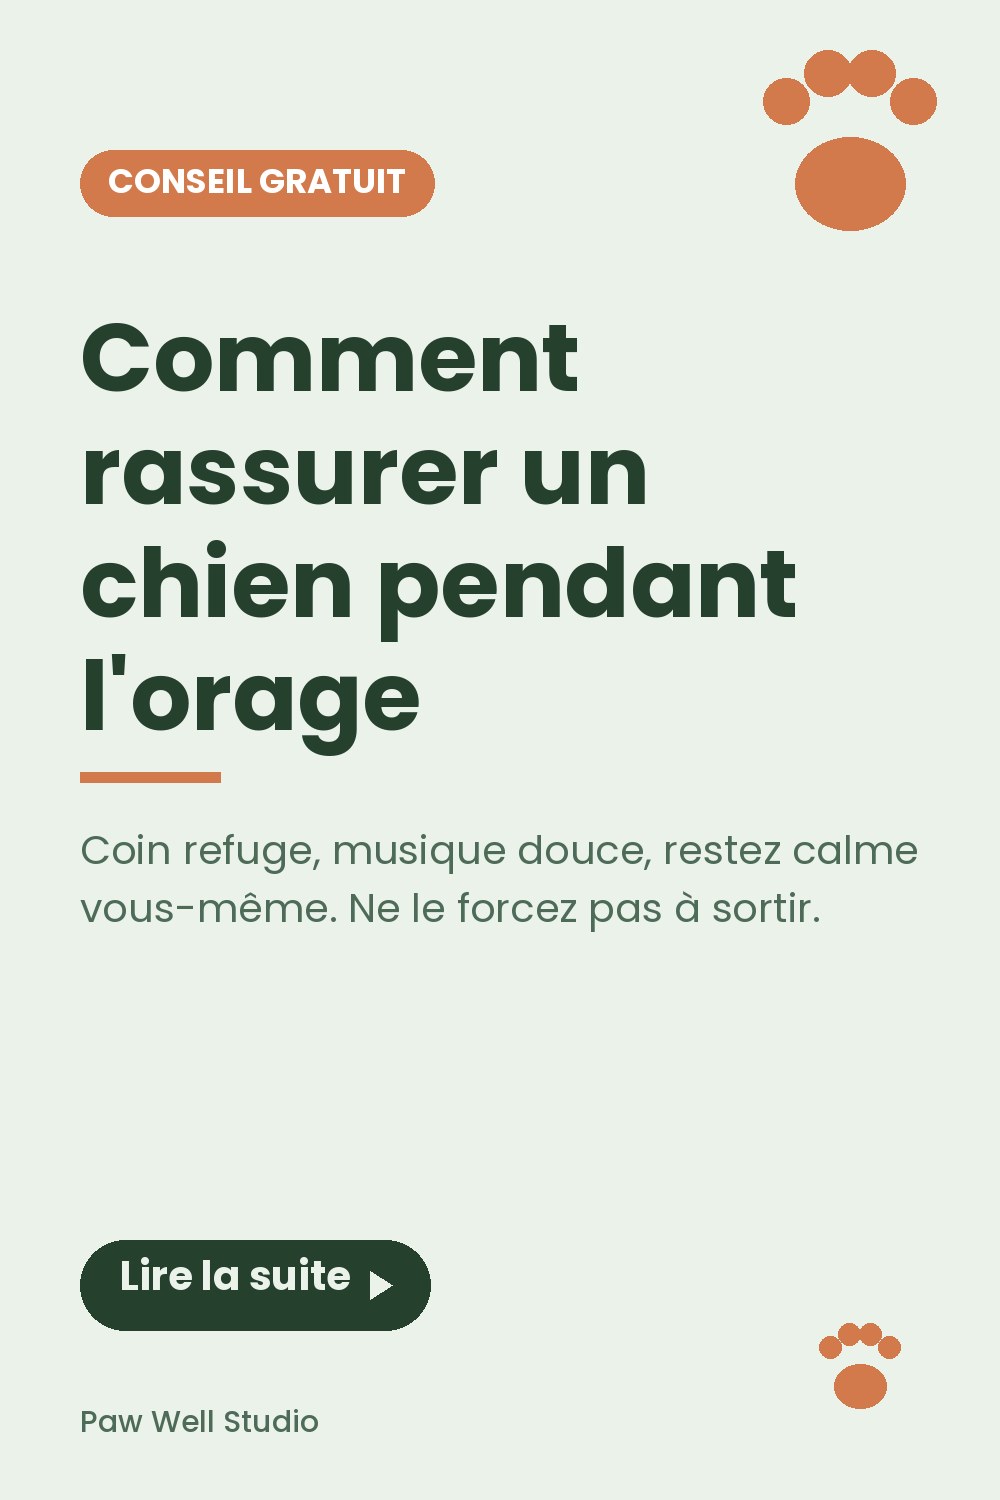 CONSEIL GRATUIT
Comment
rassurer un
chien pendant
l'orage
Coin refuge, musique douce, restez calme
vous-même. Ne le forcez pas à sortir.
Lire la suite
Paw Well Studio